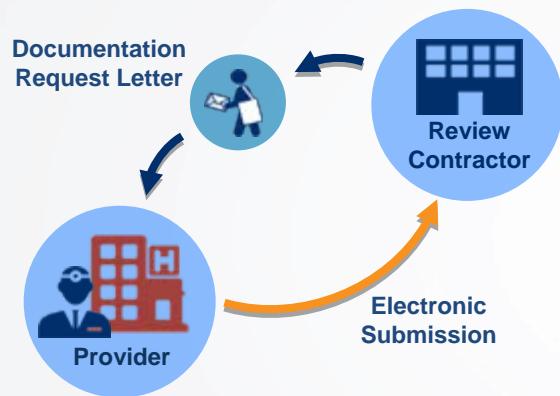 Documentation
Request Letter
Review
Contractor
H
Provider
Electronic
Submission